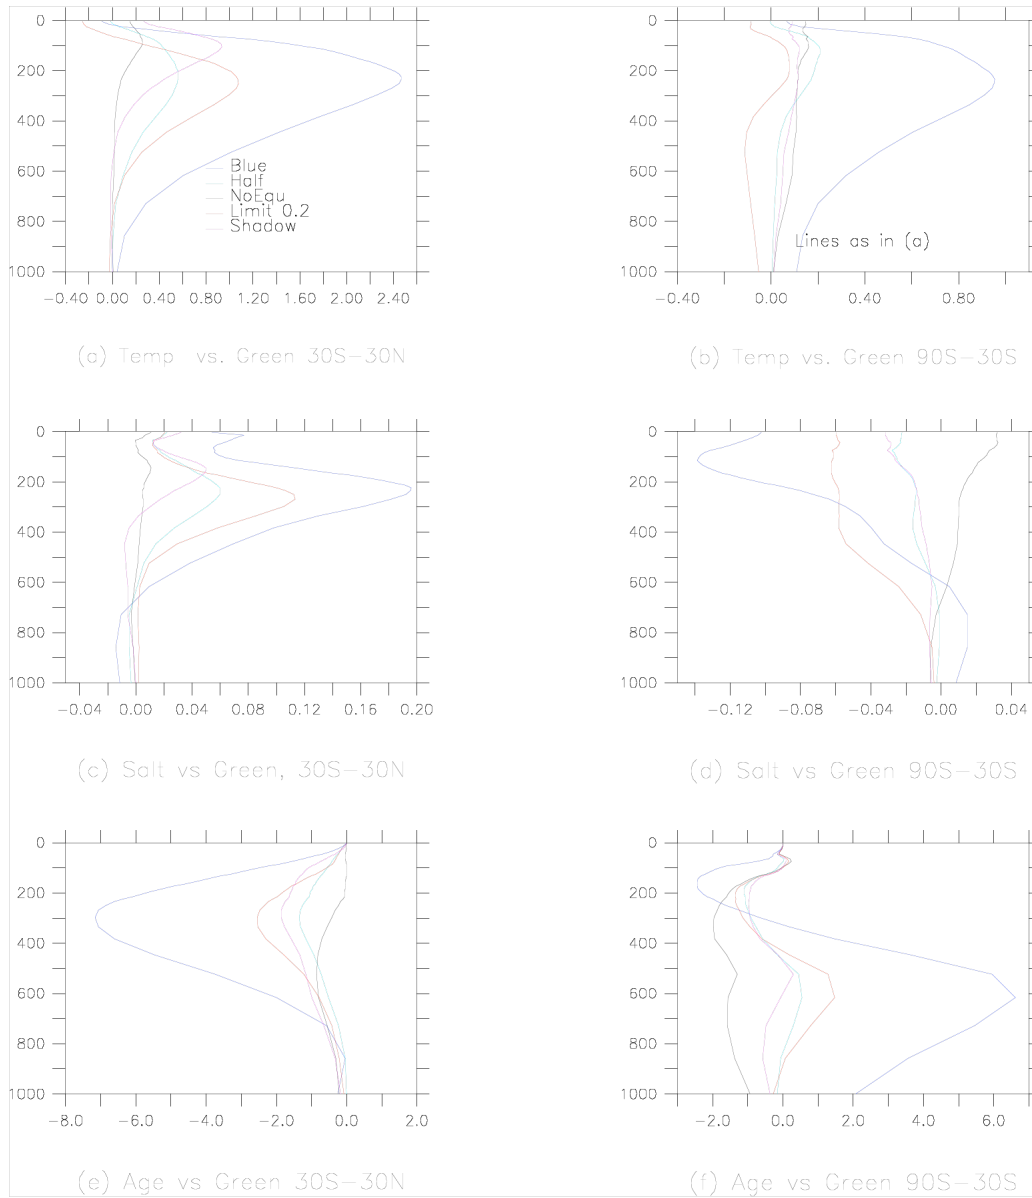 0
200
400
600
800
1000
-0.40 0.00 0.40 0.80 1.20 1.60 2.00 2.40
Blue
Half
NoEqu
Limit 0.2
Shadow
(a) Temp vs. Green 30S-30N
0
200
400
600
800
1000
-0.40 0.00 0.40 0.80
Lines as in (a)
(b) Temp vs. Green 90S-30S
0
200
400
600
800
1000
-0.04 0.00 0.04 0.08 0.12 0.16 0.20
(c) Salt vs Green, 30S-30N
0
200
400
600
800
1000
-0.12 -0.08 -0.04 0.00 0.04
(d) Salt vs Green 90S-30S
0
200
400
600
800
1000
-8.0 -6.0 -4.0 -2.0 0.0
(e) Age vs Green 30S-30N
0
200
400
600
800
1000
-2.0 0.0 2.0 4.0 6.0
(f) Age vs Green 90S-30S